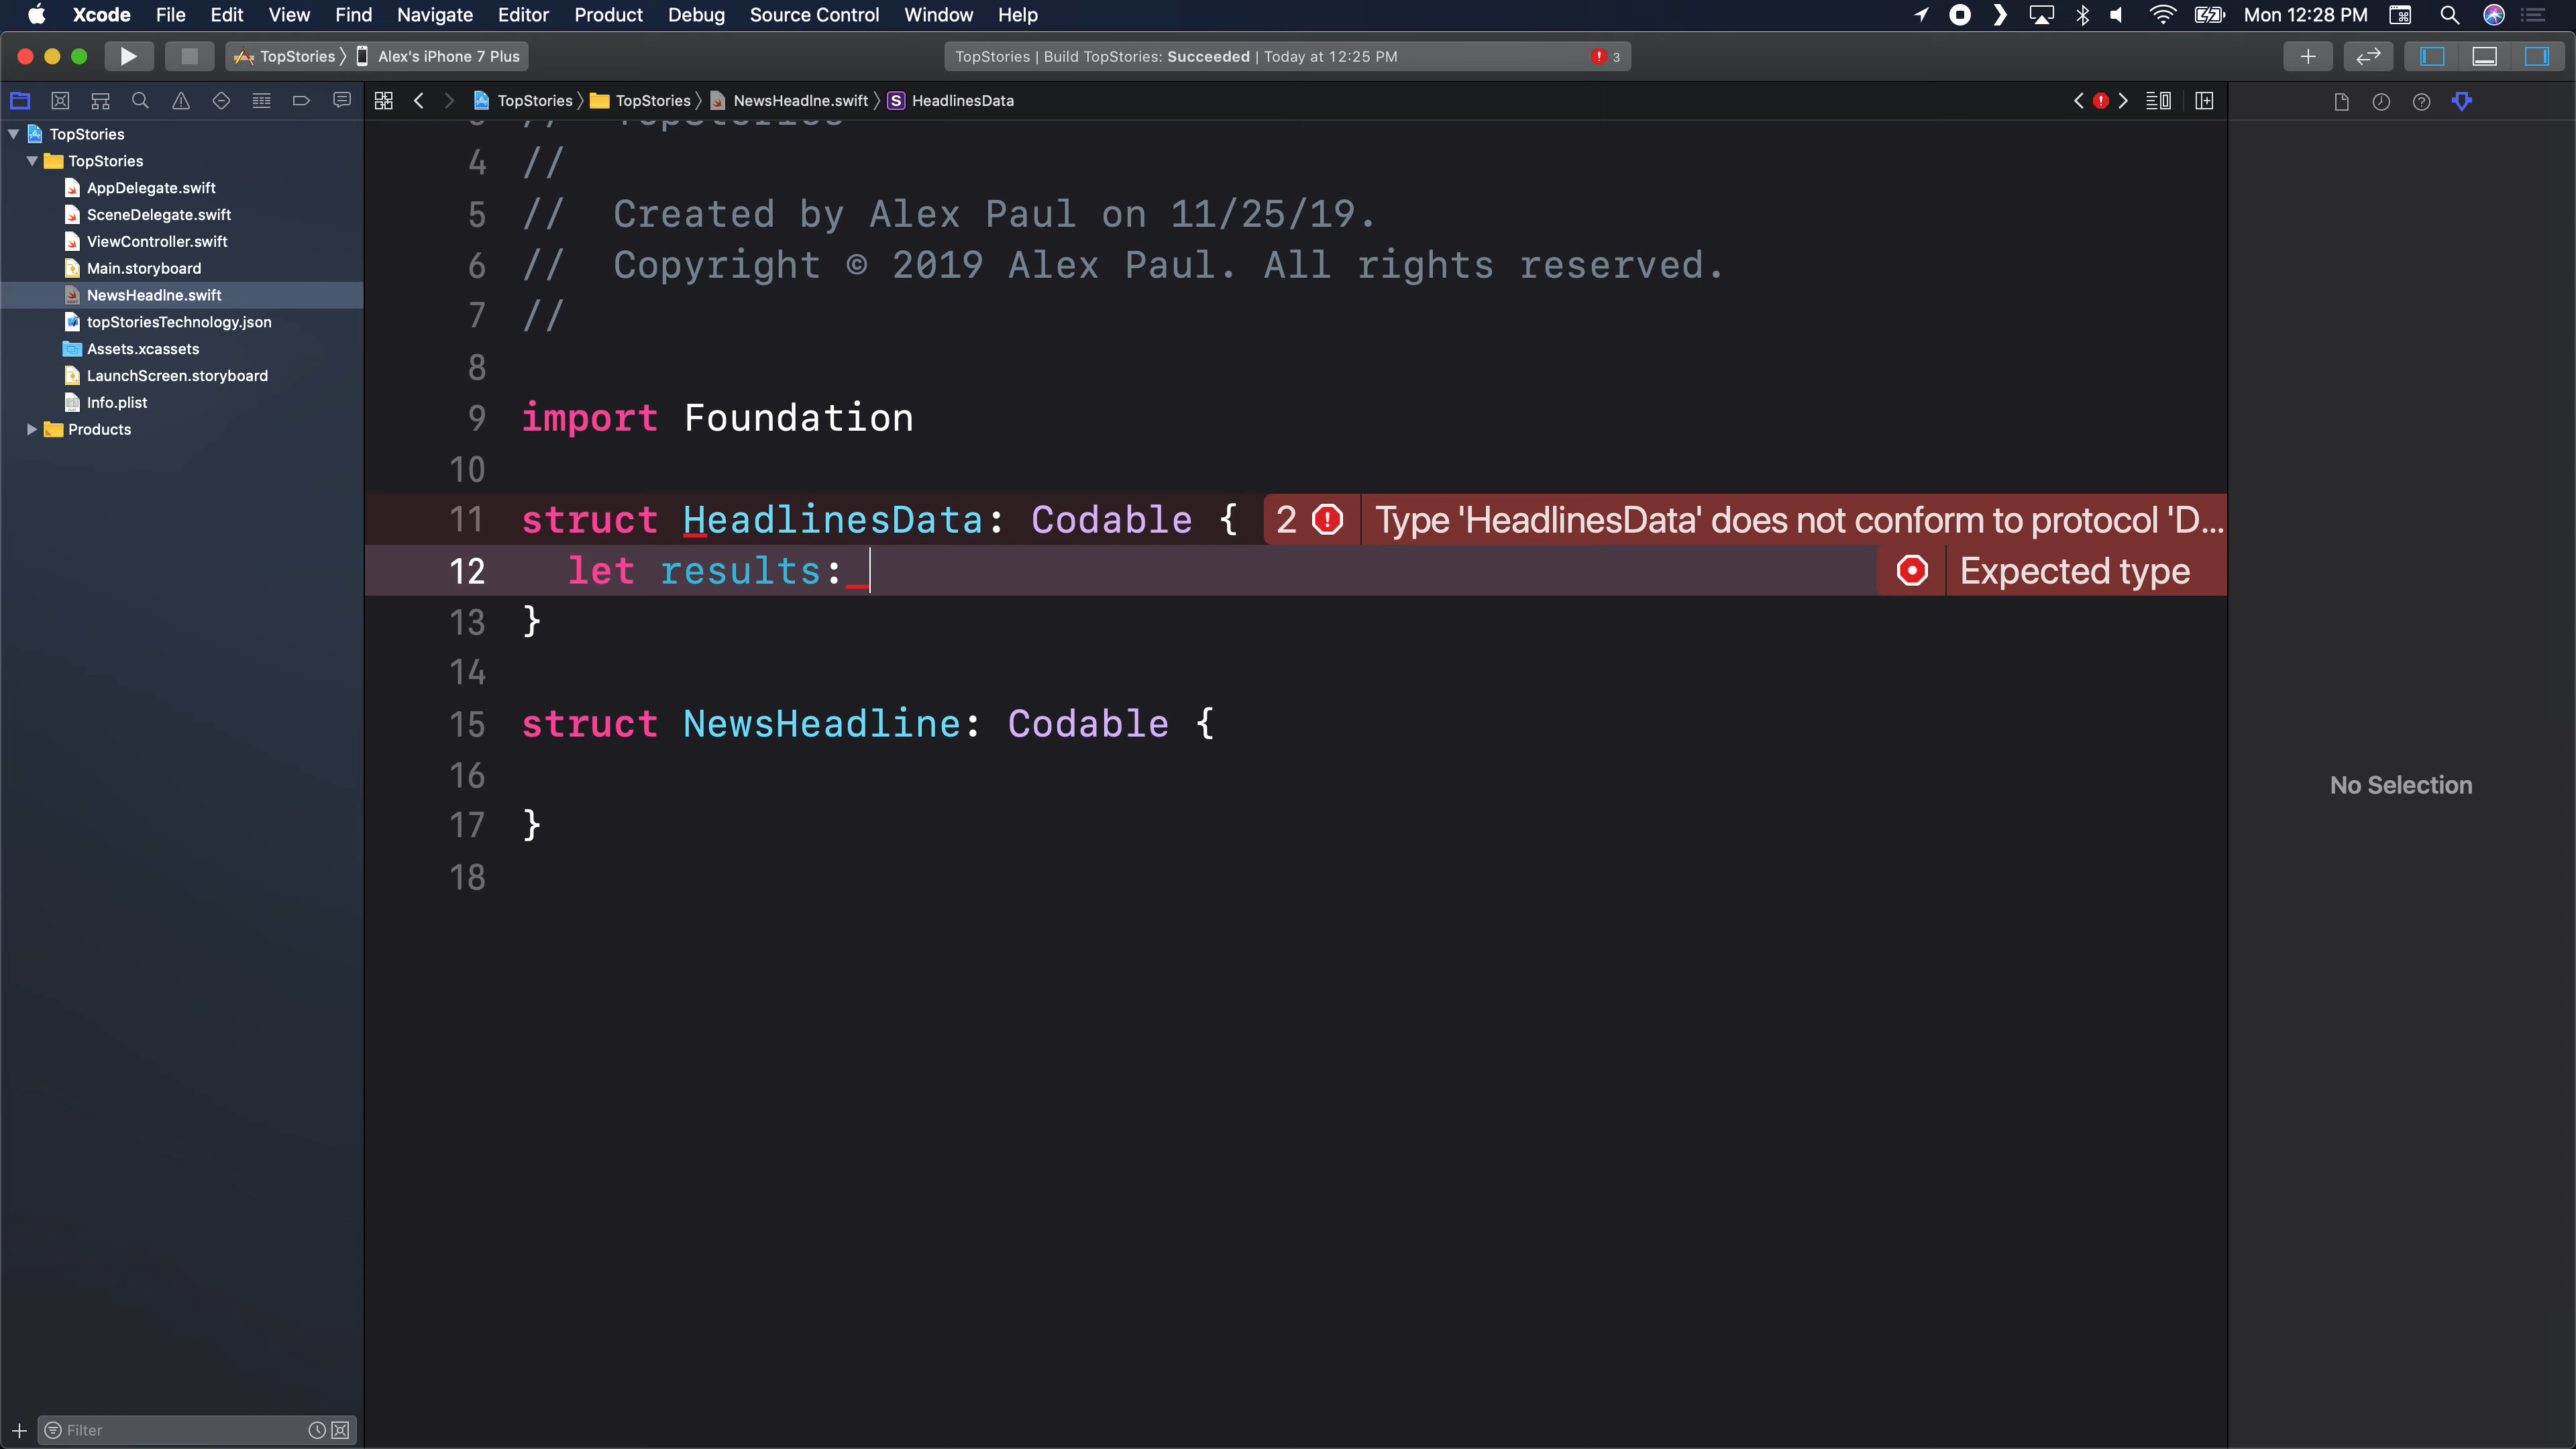 Xcode File Edit View Find Navigate Editor Product Debug Source Control Window Help Mon 12:28 PM
TopStories Alex's iPhone 7 Plus TopStories | Build TopStories: Succeeded | Today at 12:25 PM 3
TopStories TopStories NewsHeadlne.swift S HeadlinesData
TopStories
TopStories
AppDelegate.swift
SceneDelegate.swift
ViewController.swift
Main.storyboard
NewsHeadlne.swift
topStoriesTechnology.json
Assets.xcassets
LaunchScreen.storyboard
Info.plist
Products
3 // TopStories
4 //
5 // Created by Alex Paul on 11/25/19.
6 // Copyright © 2019 Alex Paul. All rights reserved.
7 //
8
9 import Foundation
10
11 struct HeadlinesData: Codable { 2 Type 'HeadlinesData' does not conform to protocol 'D...
12 let results: Expected type
13 }
14
15 struct NewsHeadline: Codable {
16
17 }
18
No Selection
Filter